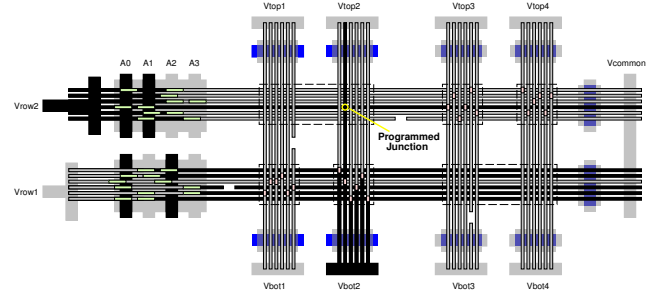 Vtop1 Vtop2 Vtop3 Vtop4
A0 A1 A2 A3
Vcommon
Vrow2
Programmed
Junction
Vrow1
Vbot1 Vbot2 Vbot3 Vbot4